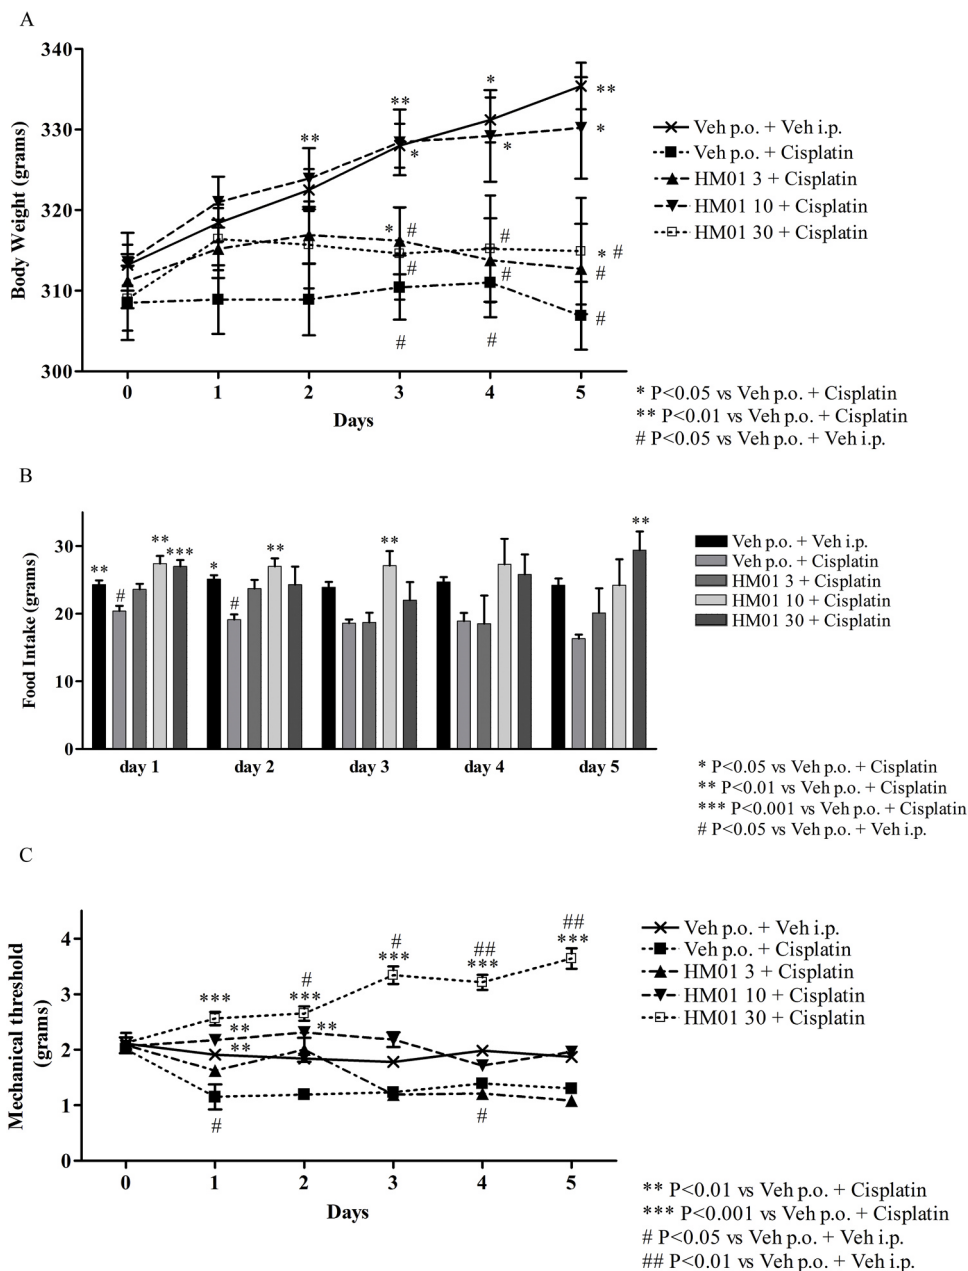 A
340
330
320
310
300
Body Weight (grams)
0 1 2 3 4 5
Days
** ** * * * ** * * # # # # * # # # # #
Veh p.o. + Veh i.p.
Veh p.o. + Cisplatin
HM01 3 + Cisplatin
HM01 10 + Cisplatin
HM01 30 + Cisplatin
* P<0.05 vs Veh p.o. + Cisplatin
** P<0.01 vs Veh p.o. + Cisplatin
# P<0.05 vs Veh p.o. + Veh i.p.
B
30
20
10
0
Food Intake (grams)
** # ** *** * # ** ** **
day 1 day 2 day 3 day 4 day 5
Veh p.o. + Veh i.p.
Veh p.o. + Cisplatin
HM01 3 + Cisplatin
HM01 10 + Cisplatin
HM01 30 + Cisplatin
* P<0.05 vs Veh p.o. + Cisplatin
** P<0.01 vs Veh p.o. + Cisplatin
*** P<0.001 vs Veh p.o. + Cisplatin
# P<0.05 vs Veh p.o. + Veh i.p.
C
4
3
2
1
0
Mechanical threshold
(grams)
# ## ##
*** # *** *** *** ***
** ** **
# #
0 1 2 3 4 5
Days
Veh p.o. + Veh i.p.
Veh p.o. + Cisplatin
HM01 3 + Cisplatin
HM01 10 + Cisplatin
HM01 30 + Cisplatin
** P<0.01 vs Veh p.o. + Cisplatin
*** P<0.001 vs Veh p.o. + Cisplatin
# P<0.05 vs Veh p.o. + Veh i.p.
## P<0.01 vs Veh p.o. + Veh i.p.